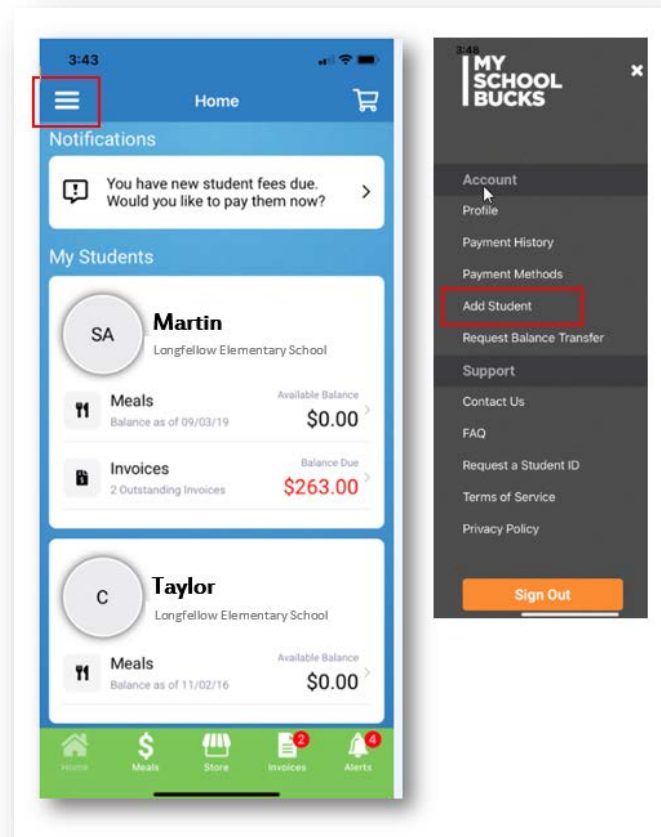 3:43
Home
Notifications
You have new student fees due.
Would you like to pay them now?
My Students
SA
Martin
Longfellow Elementary School
Meals
Available Balance
Balance as of 09/03/19
$0.00
Invoices
Balance Due
2 Outstanding Invoices
$263.00
C
Taylor
Longfellow Elementary School
Meals
Available Balance
Balance as of 11/02/16
$0.00
2
4
Home
Meals
Store
Invoices
Alerts
3:48
MY
SCHOOL
BUCKS
Account
Profile
Payment History
Payment Methods
Add Student
Request Balance Transfer
Support
Contact Us
FAQ
Request a Student ID
Terms of Service
Privacy Policy
Sign Out